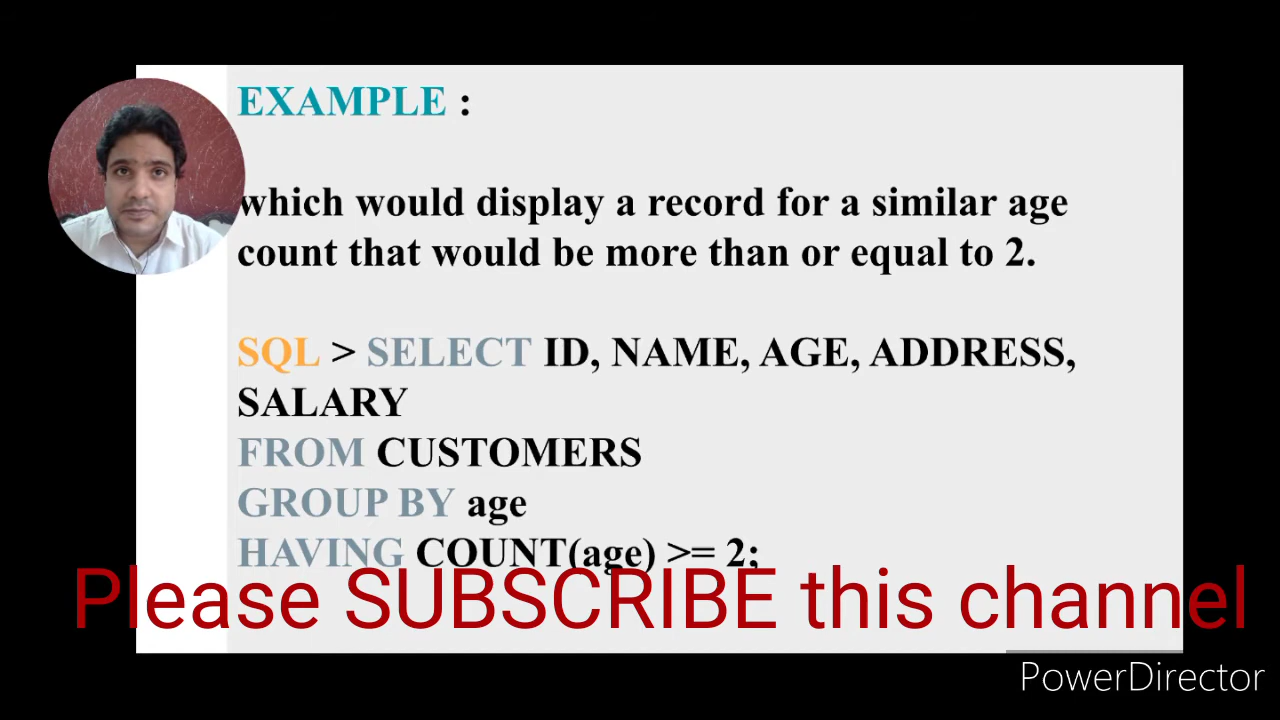 EXAMPLE :
which would display a record for a similar age
count that would be more than or equal to 2.
SQL > SELECT ID, NAME, AGE, ADDRESS,
SALARY
FROM CUSTOMERS
GROUP BY age
HAVING COUNT(age) >= 2;
Please SUBSCRIBE this channel
PowerDirector